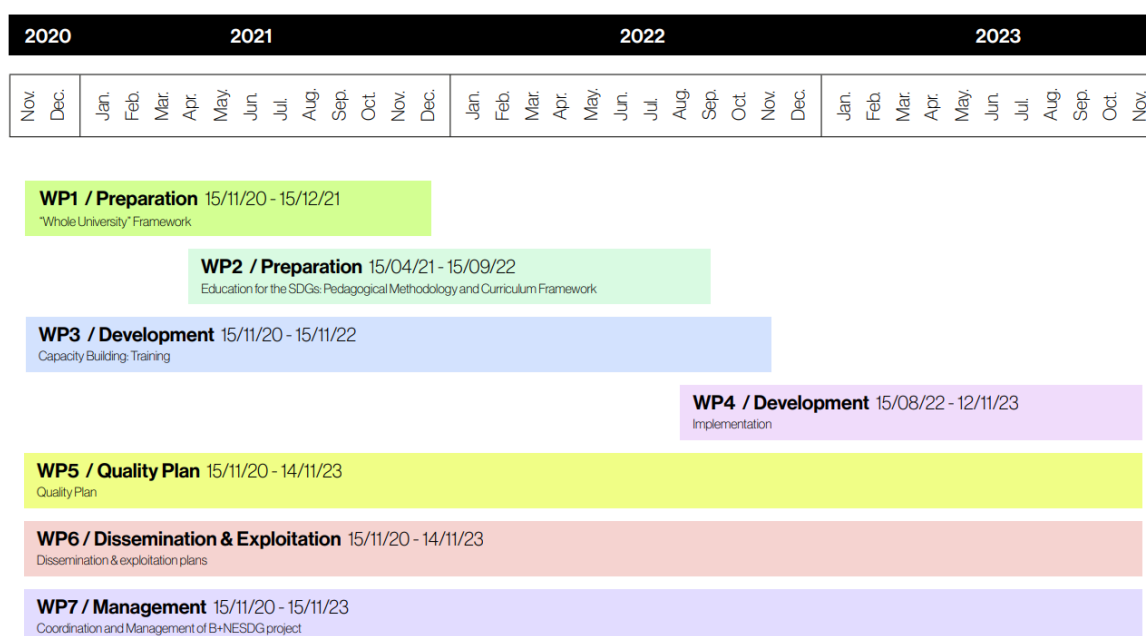 2020 2021 2022 2023
Nov. Dec. Jan. Feb. Mar. Apr. May. Jun. Jul. Aug. Sep. Oct. Nov. Dec. Jan. Feb. Mar. Apr. May. Jun. Jul. Aug. Sep. Oct. Nov. Dec. Jan. Feb. Mar. Apr. May. Jun. Jul. Aug. Sep. Oct. Nov.
WP1 / Preparation 15/11/20 - 15/12/21
"Whole University" Framework
WP2 / Preparation 15/04/21 - 15/09/22
Education for the SDGs: Pedagogical Methodology and Curriculum Framework
WP3 / Development 15/11/20 - 15/11/22
Capacity Building: Training
WP4 / Development 15/08/22 - 12/11/23
Implementation
WP5 / Quality Plan 15/11/20 - 14/11/23
Quality Plan
WP6 / Dissemination & Exploitation 15/11/20 - 14/11/23
Dissemination & exploitation plans
WP7 / Management 15/11/20 - 15/11/23
Coordination and Management of B+NESDG project